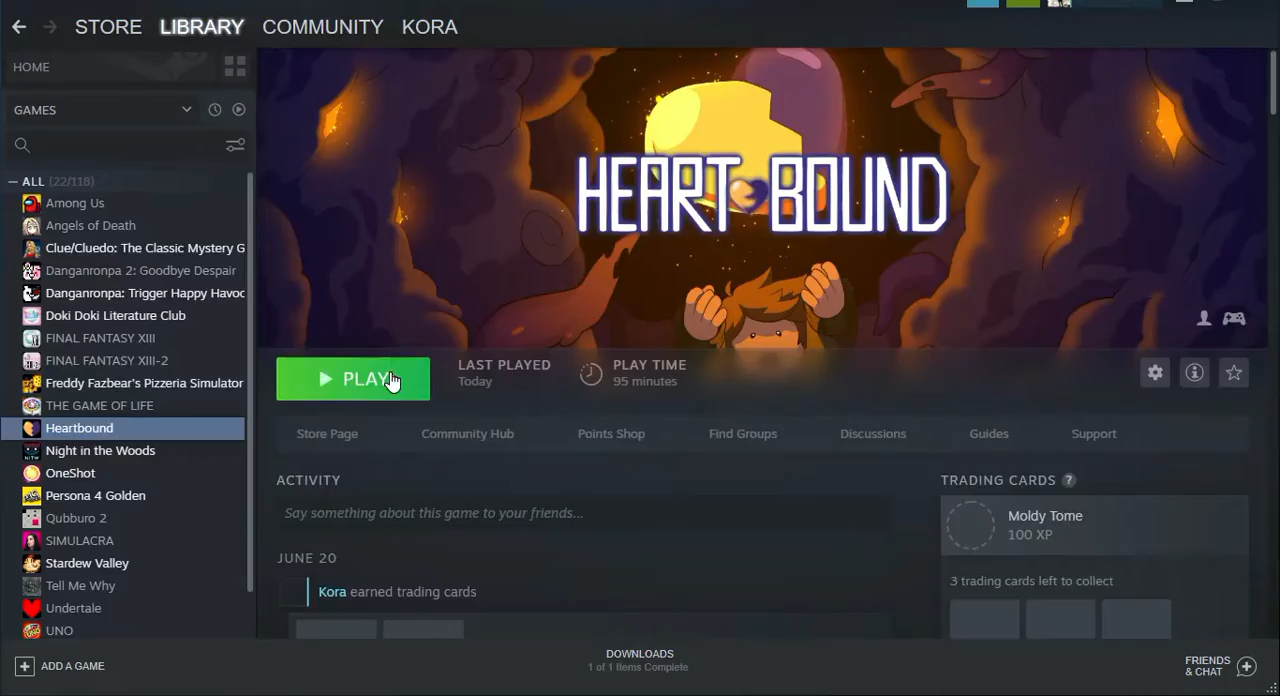 STORE LIBRARY COMMUNITY KORA
HOME
GAMES
ALL (22/118)
Among Us
Angels of Death
Clue/Cluedo: The Classic Mystery G
Danganronpa 2: Goodbye Despair
Danganronpa: Trigger Happy Havoc
Doki Doki Literature Club
FINAL FANTASY XIII
FINAL FANTASY XIII-2
Freddy Fazbear's Pizzeria Simulator
THE GAME OF LIFE
Heartbound
Night in the Woods
OneShot
Persona 4 Golden
Qubburo 2
SIMULACRA
Stardew Valley
Tell Me Why
Undertale
UNO
HEART BOUND
PLAY
LAST PLAYED
Today
PLAY TIME
95 minutes
Store Page Community Hub Points Shop Find Groups Discussions Guides Support
ACTIVITY
Say something about this game to your friends...
JUNE 20
Kora earned trading cards
TRADING CARDS ?
Moldy Tome
100 XP
3 trading cards left to collect
ADD A GAME
DOWNLOADS
1 of 1 Items Complete
FRIENDS
& CHAT